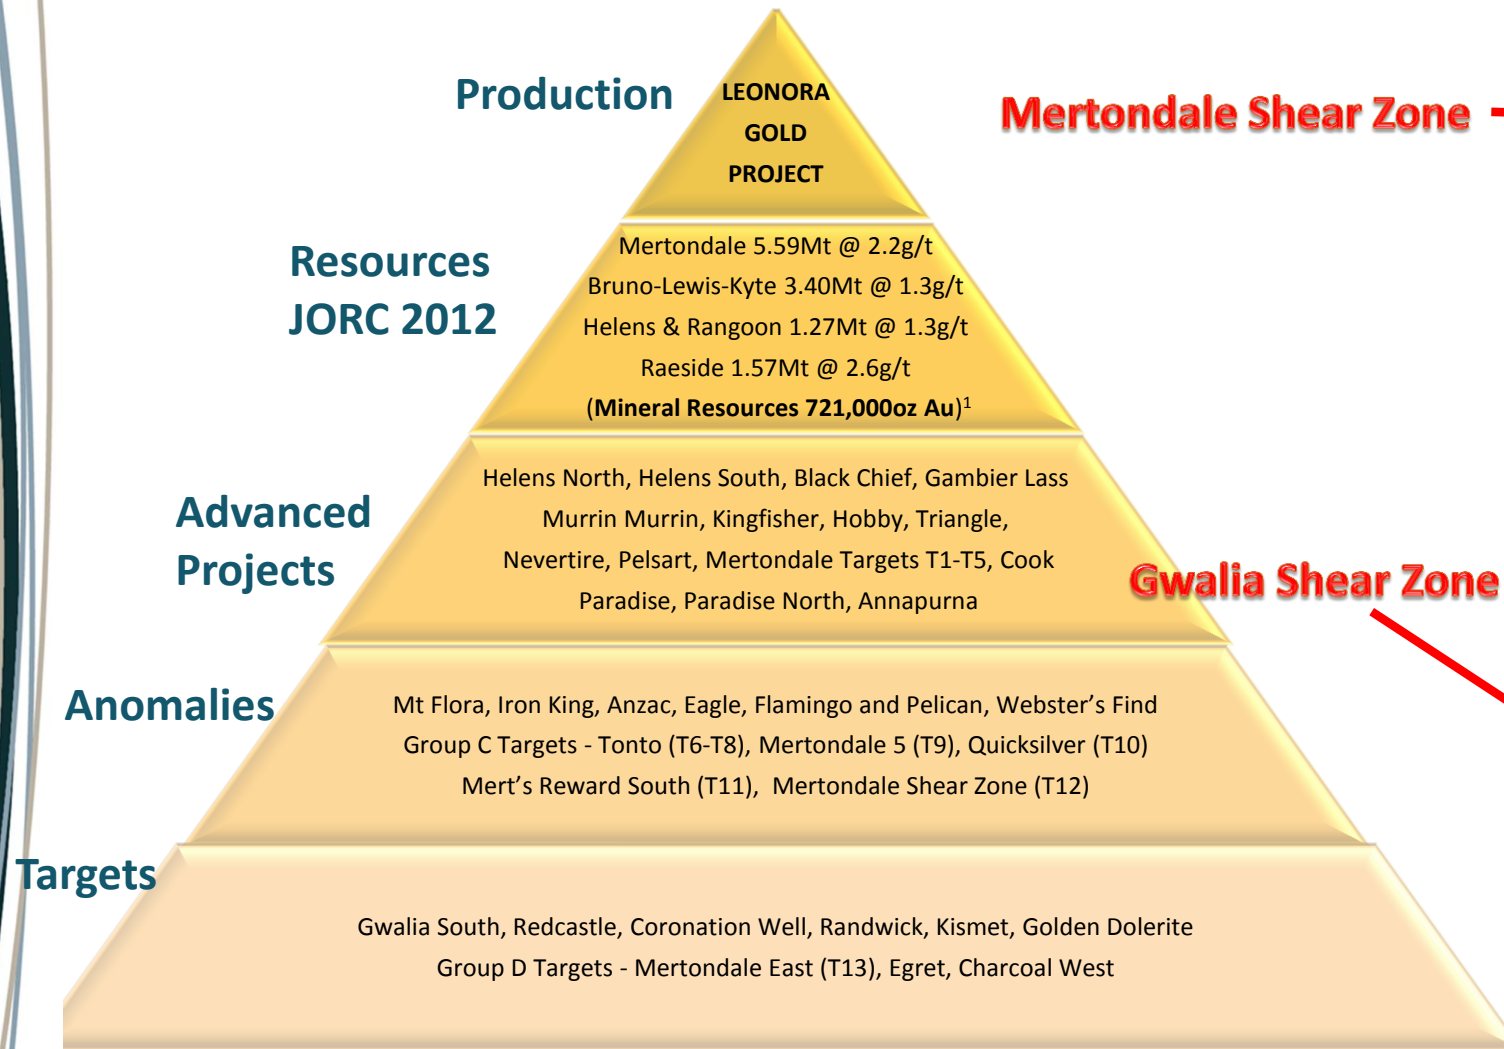 Production
LEONORA
GOLD
PROJECT
Mertondale Shear Zone
Resources
JORC 2012
Mertondale 5.59Mt @ 2.2g/t
Bruno-Lewis-Kyte 3.40Mt @ 1.3g/t
Helens & Rangoon 1.27Mt @ 1.3g/t
Raeside 1.57Mt @ 2.6g/t
(Mineral Resources 721,000oz Au)¹
Advanced
Projects
Helens North, Helens South, Black Chief, Gambier Lass
Murrin Murrin, Kingfisher, Hobby, Triangle,
Nevertire, Pelsart, Mertondale Targets T1-T5, Cook
Paradise, Paradise North, Annapurna
Gwalia Shear Zone
Anomalies
Mt Flora, Iron King, Anzac, Eagle, Flamingo and Pelican, Webster’s Find
Group C Targets - Tonto (T6-T8), Mertondale 5 (T9), Quicksilver (T10)
Mert’s Reward South (T11), Mertondale Shear Zone (T12)
Targets
Gwalia South, Redcastle, Coronation Well, Randwick, Kismet, Golden Dolerite
Group D Targets - Mertondale East (T13), Egret, Charcoal West